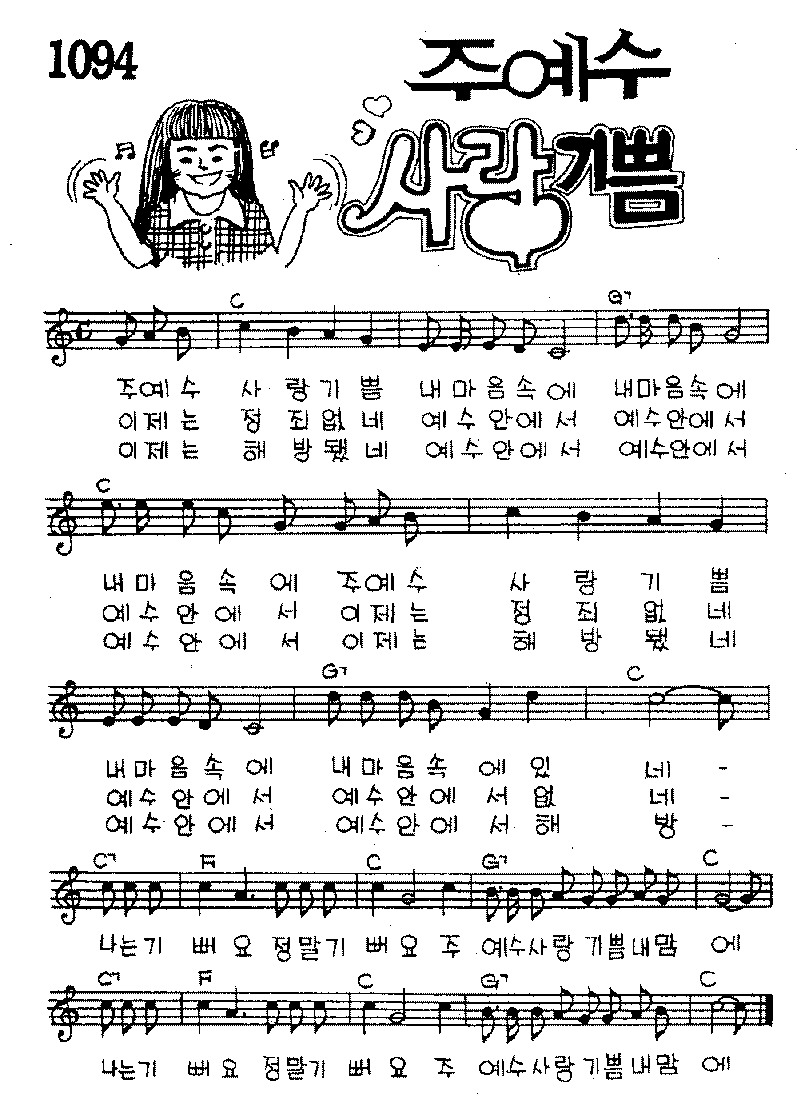 1094
주예수
사랑기쁨
C G7
주예수 사랑기쁨 내마음속에 내마음속에
이제는 정죄없네 예수안에서 예수안에서
이제는 해방됐네 예수안에서 예수안에서
C
내마음속에 주예수 사랑기쁨
예수안에서 이제는 정죄없네
예수안에서 이제는 해방됐네
G7 C
내마음속에 내마음속에있 네 -
예수안에서 예수안에서없 네 -
예수안에서 예수안에서해 방 -
C7 F C G7 C
나는기 뻐요정말기 뻐요주 예수사랑기쁨내맘 에
C7 F C G7 C
나는기 뻐요정말기 뻐요주 예수사랑기쁨내맘 에